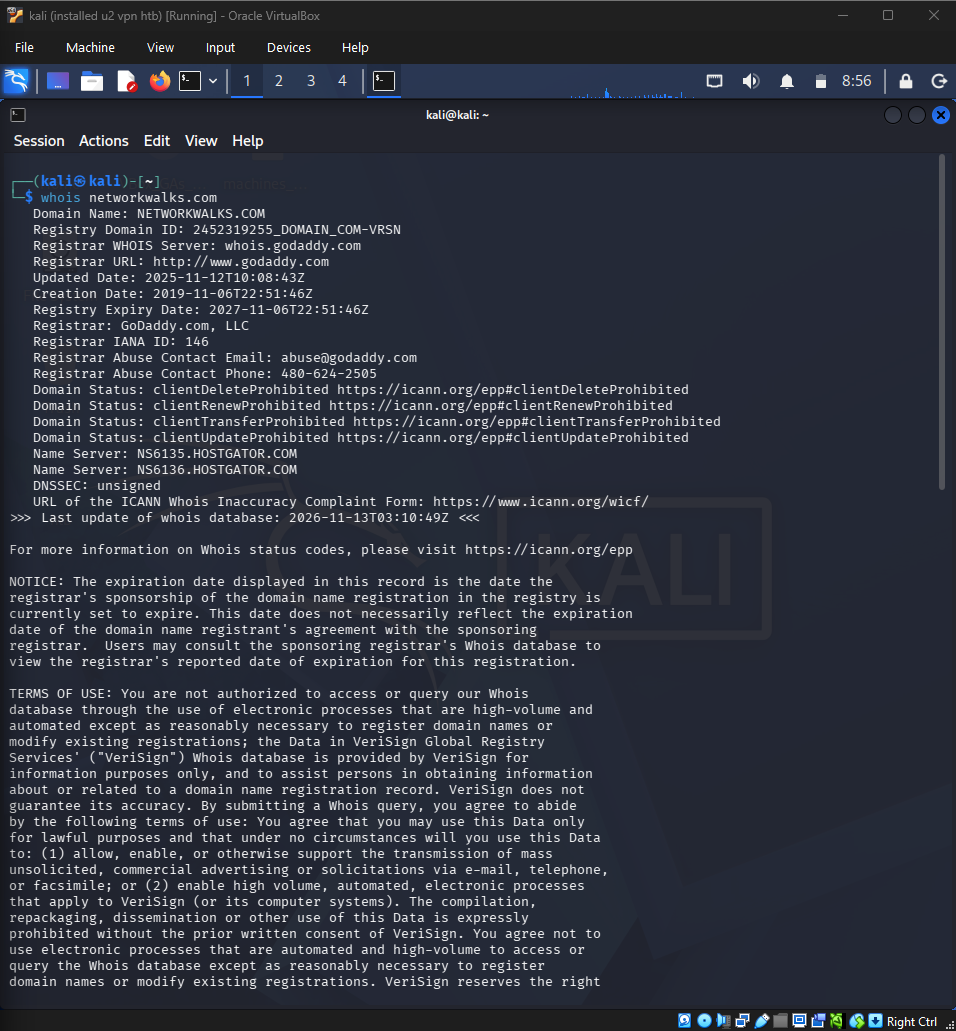 kali (installed u2 vpn htb) [Running] - Oracle VirtualBox
File Machine View Input Devices Help
1 2 3 4 8:56
kali@kali: ~
Session Actions Edit View Help
┌──(kali㉿kali)-[~]
└─$ whois networkwalks.com
Domain Name: NETWORKWALKS.COM
Registry Domain ID: 2452319255_DOMAIN_COM-VRSN
Registrar WHOIS Server: whois.godaddy.com
Registrar URL: http://www.godaddy.com
Updated Date: 2025-11-12T10:08:43Z
Creation Date: 2019-11-06T22:51:46Z
Registry Expiry Date: 2027-11-06T22:51:46Z
Registrar: GoDaddy.com, LLC
Registrar IANA ID: 146
Registrar Abuse Contact Email: abuse@godaddy.com
Registrar Abuse Contact Phone: 480-624-2505
Domain Status: clientDeleteProhibited https://icann.org/epp#clientDeleteProhibited
Domain Status: clientRenewProhibited https://icann.org/epp#clientRenewProhibited
Domain Status: clientTransferProhibited https://icann.org/epp#clientTransferProhibited
Domain Status: clientUpdateProhibited https://icann.org/epp#clientUpdateProhibited
Name Server: NS6135.HOSTGATOR.COM
Name Server: NS6136.HOSTGATOR.COM
DNSSEC: unsigned
URL of the ICANN Whois Inaccuracy Complaint Form: https://www.icann.org/wicf/
>>> Last update of whois database: 2026-11-13T03:10:49Z <<<
For more information on Whois status codes, please visit https://icann.org/epp
NOTICE: The expiration date displayed in this record is the date the
registrar's sponsorship of the domain name registration in the registry is
currently set to expire. This date does not necessarily reflect the expiration
date of the domain name registrant's agreement with the sponsoring
registrar.  Users may consult the sponsoring registrar's Whois database to
view the registrar's reported date of expiration for this registration.
TERMS OF USE: You are not authorized to access or query our Whois
database through the use of electronic processes that are high-volume and
automated except as reasonably necessary to register domain names or
modify existing registrations; the Data in VeriSign Global Registry
Services' ("VeriSign") Whois database is provided by VeriSign for
information purposes only, and to assist persons in obtaining information
about or related to a domain name registration record. VeriSign does not
guarantee its accuracy. By submitting a Whois query, you agree to abide
by the following terms of use: You agree that you may use this Data only
for lawful purposes and that under no circumstances will you use this Data
to: (1) allow, enable, or otherwise support the transmission of mass
unsolicited, commercial advertising or solicitations via e-mail, telephone,
or facsimile; or (2) enable high volume, automated, electronic processes
that apply to VeriSign (or its computer systems). The compilation,
repackaging, dissemination or other use of this Data is expressly
prohibited without the prior written consent of VeriSign. You agree not to
use electronic processes that are automated and high-volume to access or
query the Whois database except as reasonably necessary to register
domain names or modify existing registrations. VeriSign reserves the right
KALI
Right Ctrl